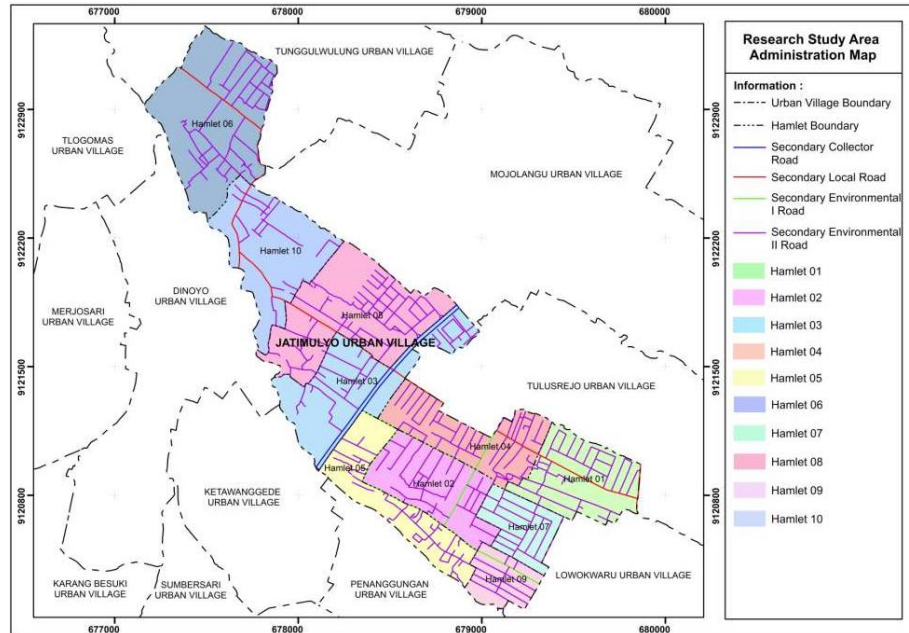 677000
678000
679000
680000
TUNGGULWULUNG URBAN VILLAGE
9122900
9122900
Hamlet 06
TLOGOMAS
URBAN VILLAGE
MOJOLANGU URBAN VILLAGE
9122200
9122200
Hamlet 10
DINOYO
URBAN VILLAGE
MERJOSARI
URBAN VILLAGE
Hamlet 08
JATIMULYO URBAN VILLAGE
9121500
9121500
Hamlet 03
TULUSREJO URBAN VILLAGE
Hamlet 04
Hamlet 05
Hamlet 01
Hamlet 02
KETAWANGGEDE
URBAN VILLAGE
9120800
9120800
Hamlet 07
Hamlet 09
KARANG BESUKI
URBAN VILLAGE
SUMBERSARI
URBAN VILLAGE
PENANGGUNGAN
URBAN VILLAGE
LOWOKWARU URBAN VILLAGE
677000
678000
679000
680000
Research Study Area
Administration Map
Information :
Urban Village Boundary
Hamlet Boundary
Secondary Collector
Road
Secondary Local Road
Secondary Environmental
I Road
Secondary Environmental
II Road
Hamlet 01
Hamlet 02
Hamlet 03
Hamlet 04
Hamlet 05
Hamlet 06
Hamlet 07
Hamlet 08
Hamlet 09
Hamlet 10